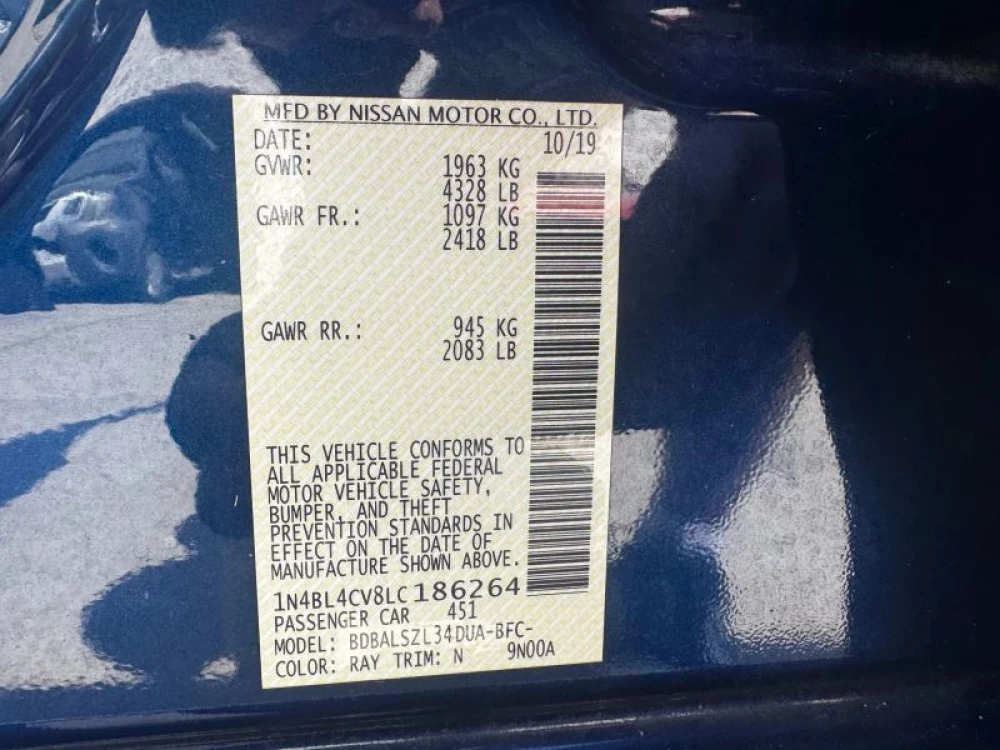 MFD BY NISSAN MOTOR CO., LTD.
DATE: 10/19
GVWR: 1963 KG
4328 LB
GAWR FR.: 1097 KG
2418 LB
GAWR RR.: 945 KG
2083 LB
THIS VEHICLE CONFORMS TO
ALL APPLICABLE FEDERAL
MOTOR VEHICLE SAFETY,
BUMPER, AND THEFT
PREVENTION STANDARDS IN
EFFECT ON THE DATE OF
MANUFACTURE SHOWN ABOVE.
1N4BL4CV8LC186264
PASSENGER CAR 451
MODEL: BDBALSZL34DUA-BFC-
COLOR: RAY TRIM: N 9N00A